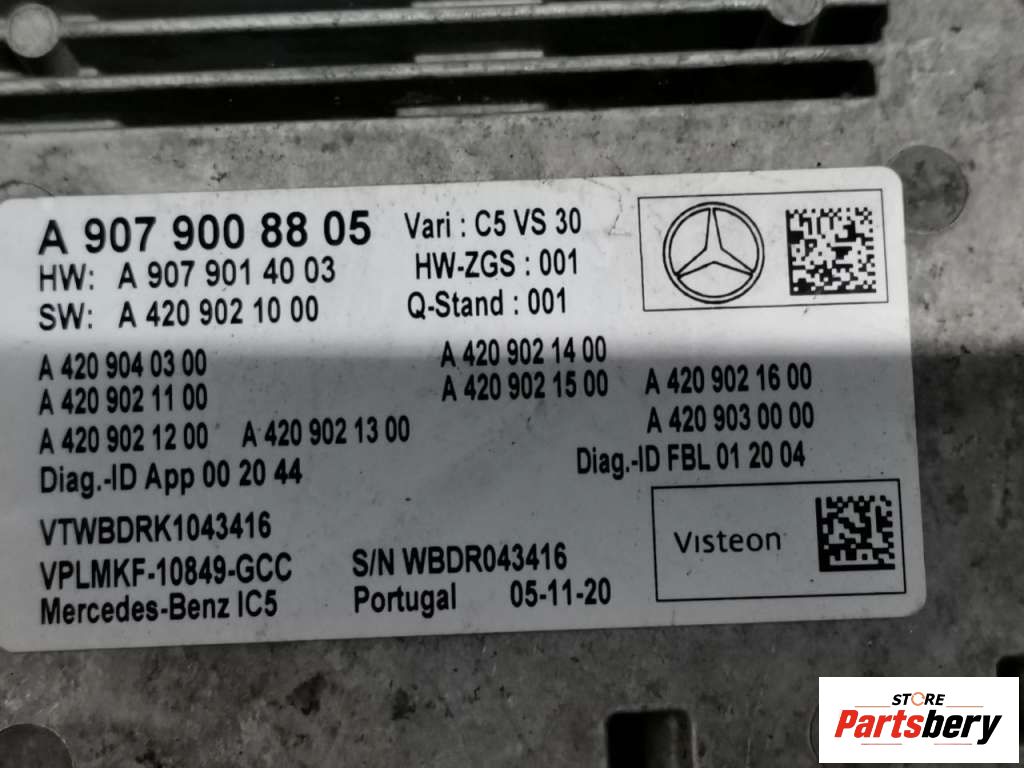 A 907 900 88 05 Vari : C5 VS 30
HW: A 907 901 40 03 HW-ZGS : 001
SW: A 420 902 10 00 Q-Stand : 001
A 420 904 03 00 A 420 902 14 00
A 420 902 11 00 A 420 902 15 00 A 420 902 16 00
A 420 902 12 00 A 420 902 13 00 A 420 903 00 00
Diag.-ID App 00 20 44 Diag.-ID FBL 01 20 04
VTWBDRK1043416
VPLMKF-10849-GCC S/N WBDR043416
Mercedes-Benz IC5 Portugal 05-11-20
Visteon
STORE
Partsbery